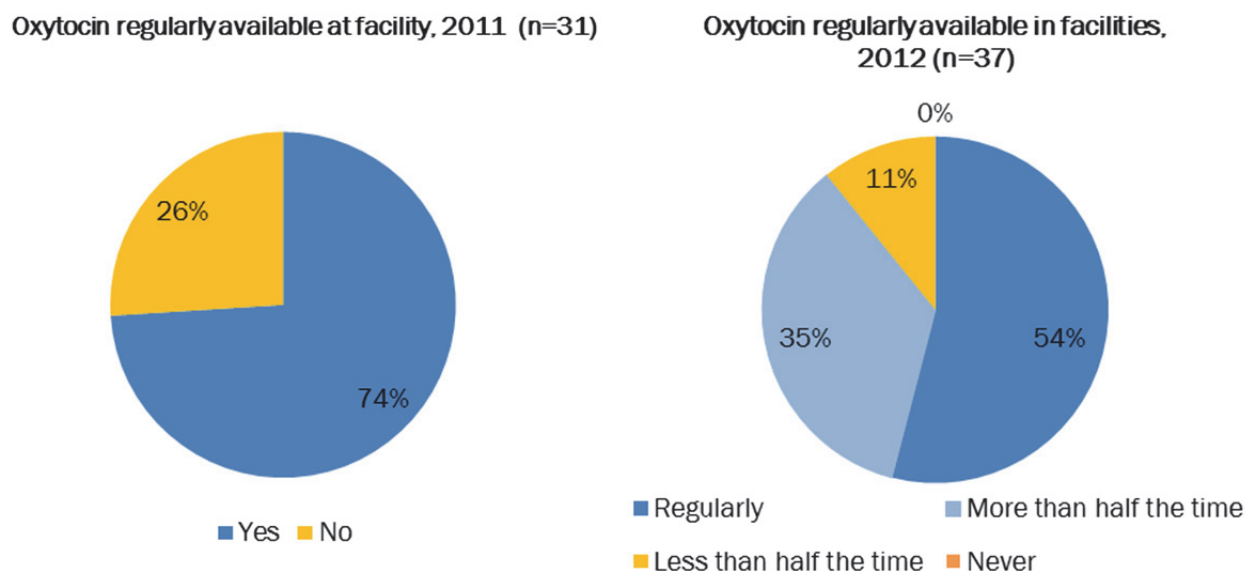 Oxytocin regularly available at facility, 2011 (n=31)
26%
74%
Yes No
Oxytocin regularly available in facilities,
2012 (n=37)
0%
11%
35%
54%
Regularly More than half the time
Less than half the time Never